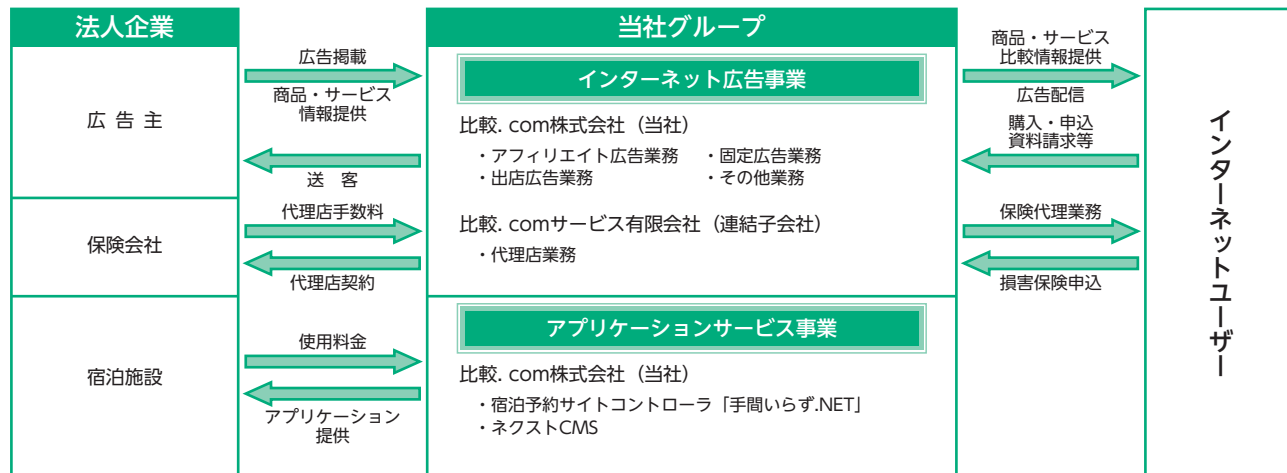 法人企業
広 告 主
保険会社
宿泊施設
広告掲載
商品・サービス
情報提供
送　客
代理店手数料
代理店契約
使用料金
アプリケーション
提供
当社グループ
インターネット広告事業
比較. com株式会社（当社）
・アフィリエイト広告業務　・固定広告業務
・出店広告業務　・その他業務
比較. comサービス有限会社（連結子会社）
・代理店業務
アプリケーションサービス事業
比較. com株式会社（当社）
・宿泊予約サイトコントローラ「手間いらず.NET」
・ネクストCMS
商品・サービス
比較情報提供
広告配信
購入・申込
資料請求等
保険代理業務
損害保険申込
インターネットユーザー